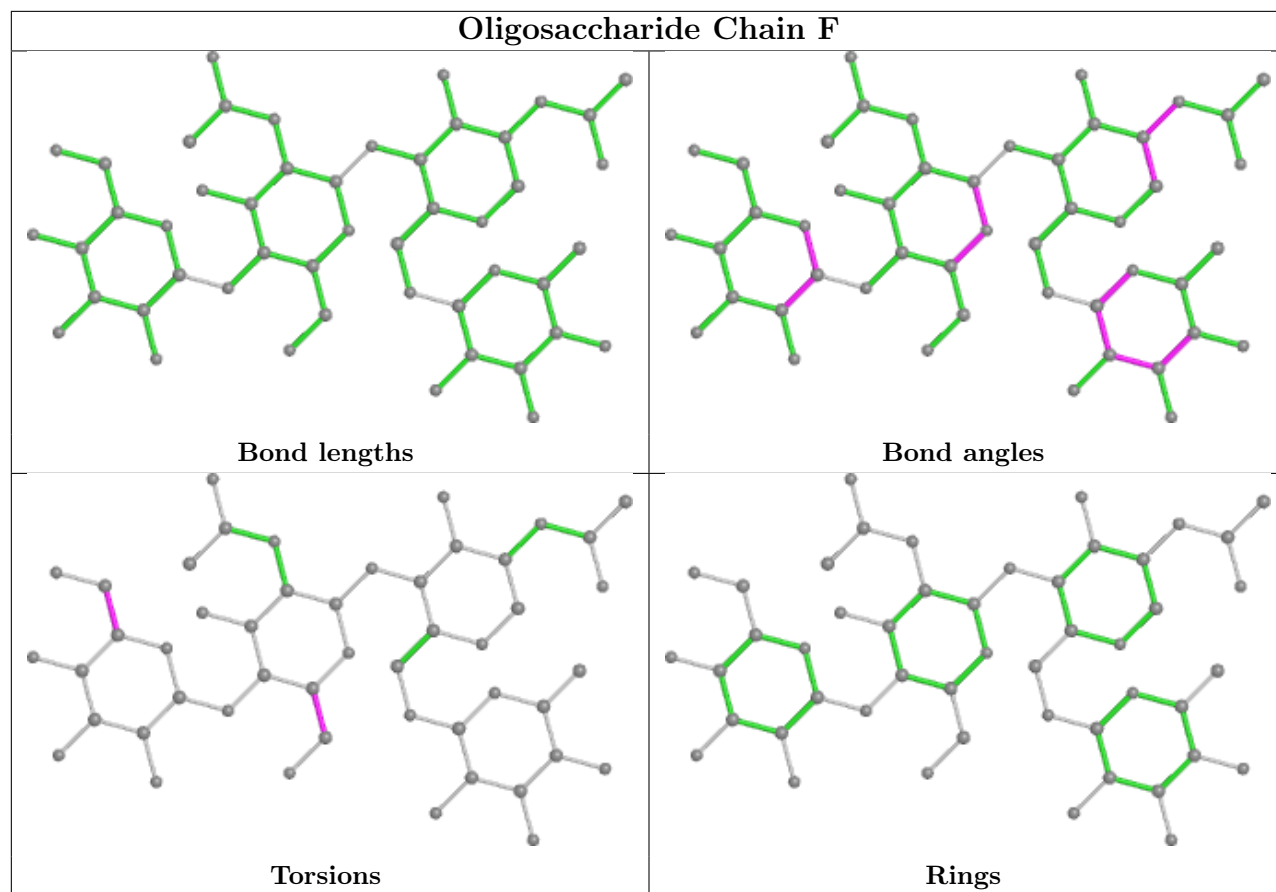 Oligosaccharide Chain F
Bond lengths
Bond angles
Torsions
Rings